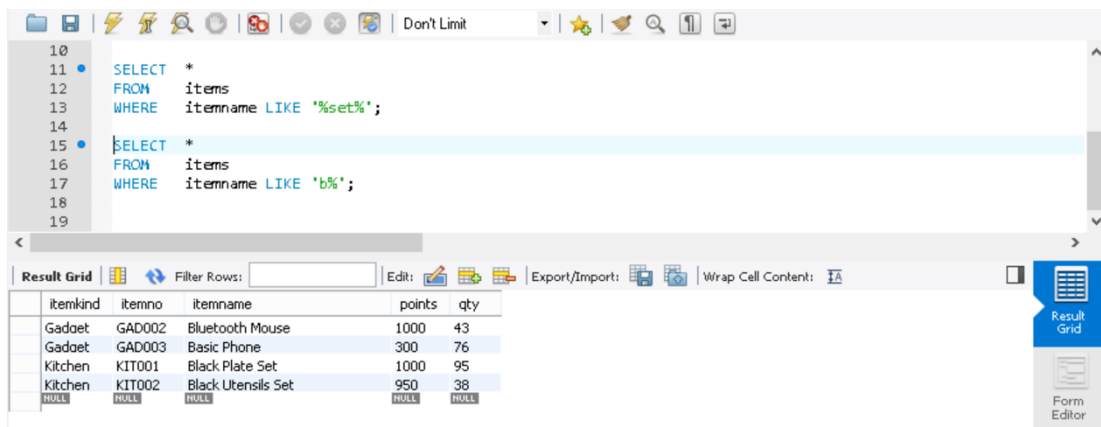 Don't Limit
10
11 SELECT *
12 FROM items
13 WHERE itemname LIKE '%set%';
14
15 SELECT *
16 FROM items
17 WHERE itemname LIKE 'b%';
18
19
Result Grid Filter Rows: Edit: Export/Import: Wrap Cell Content:
itemkind itemno itemname points qty
Gadget GAD002 Bluetooth Mouse 1000 43
Gadget GAD003 Basic Phone 300 76
Kitchen KIT001 Black Plate Set 1000 95
Kitchen KIT002 Black Utensils Set 950 38
NULL NULL NULL NULL NULL
Result
Grid
Form
Editor